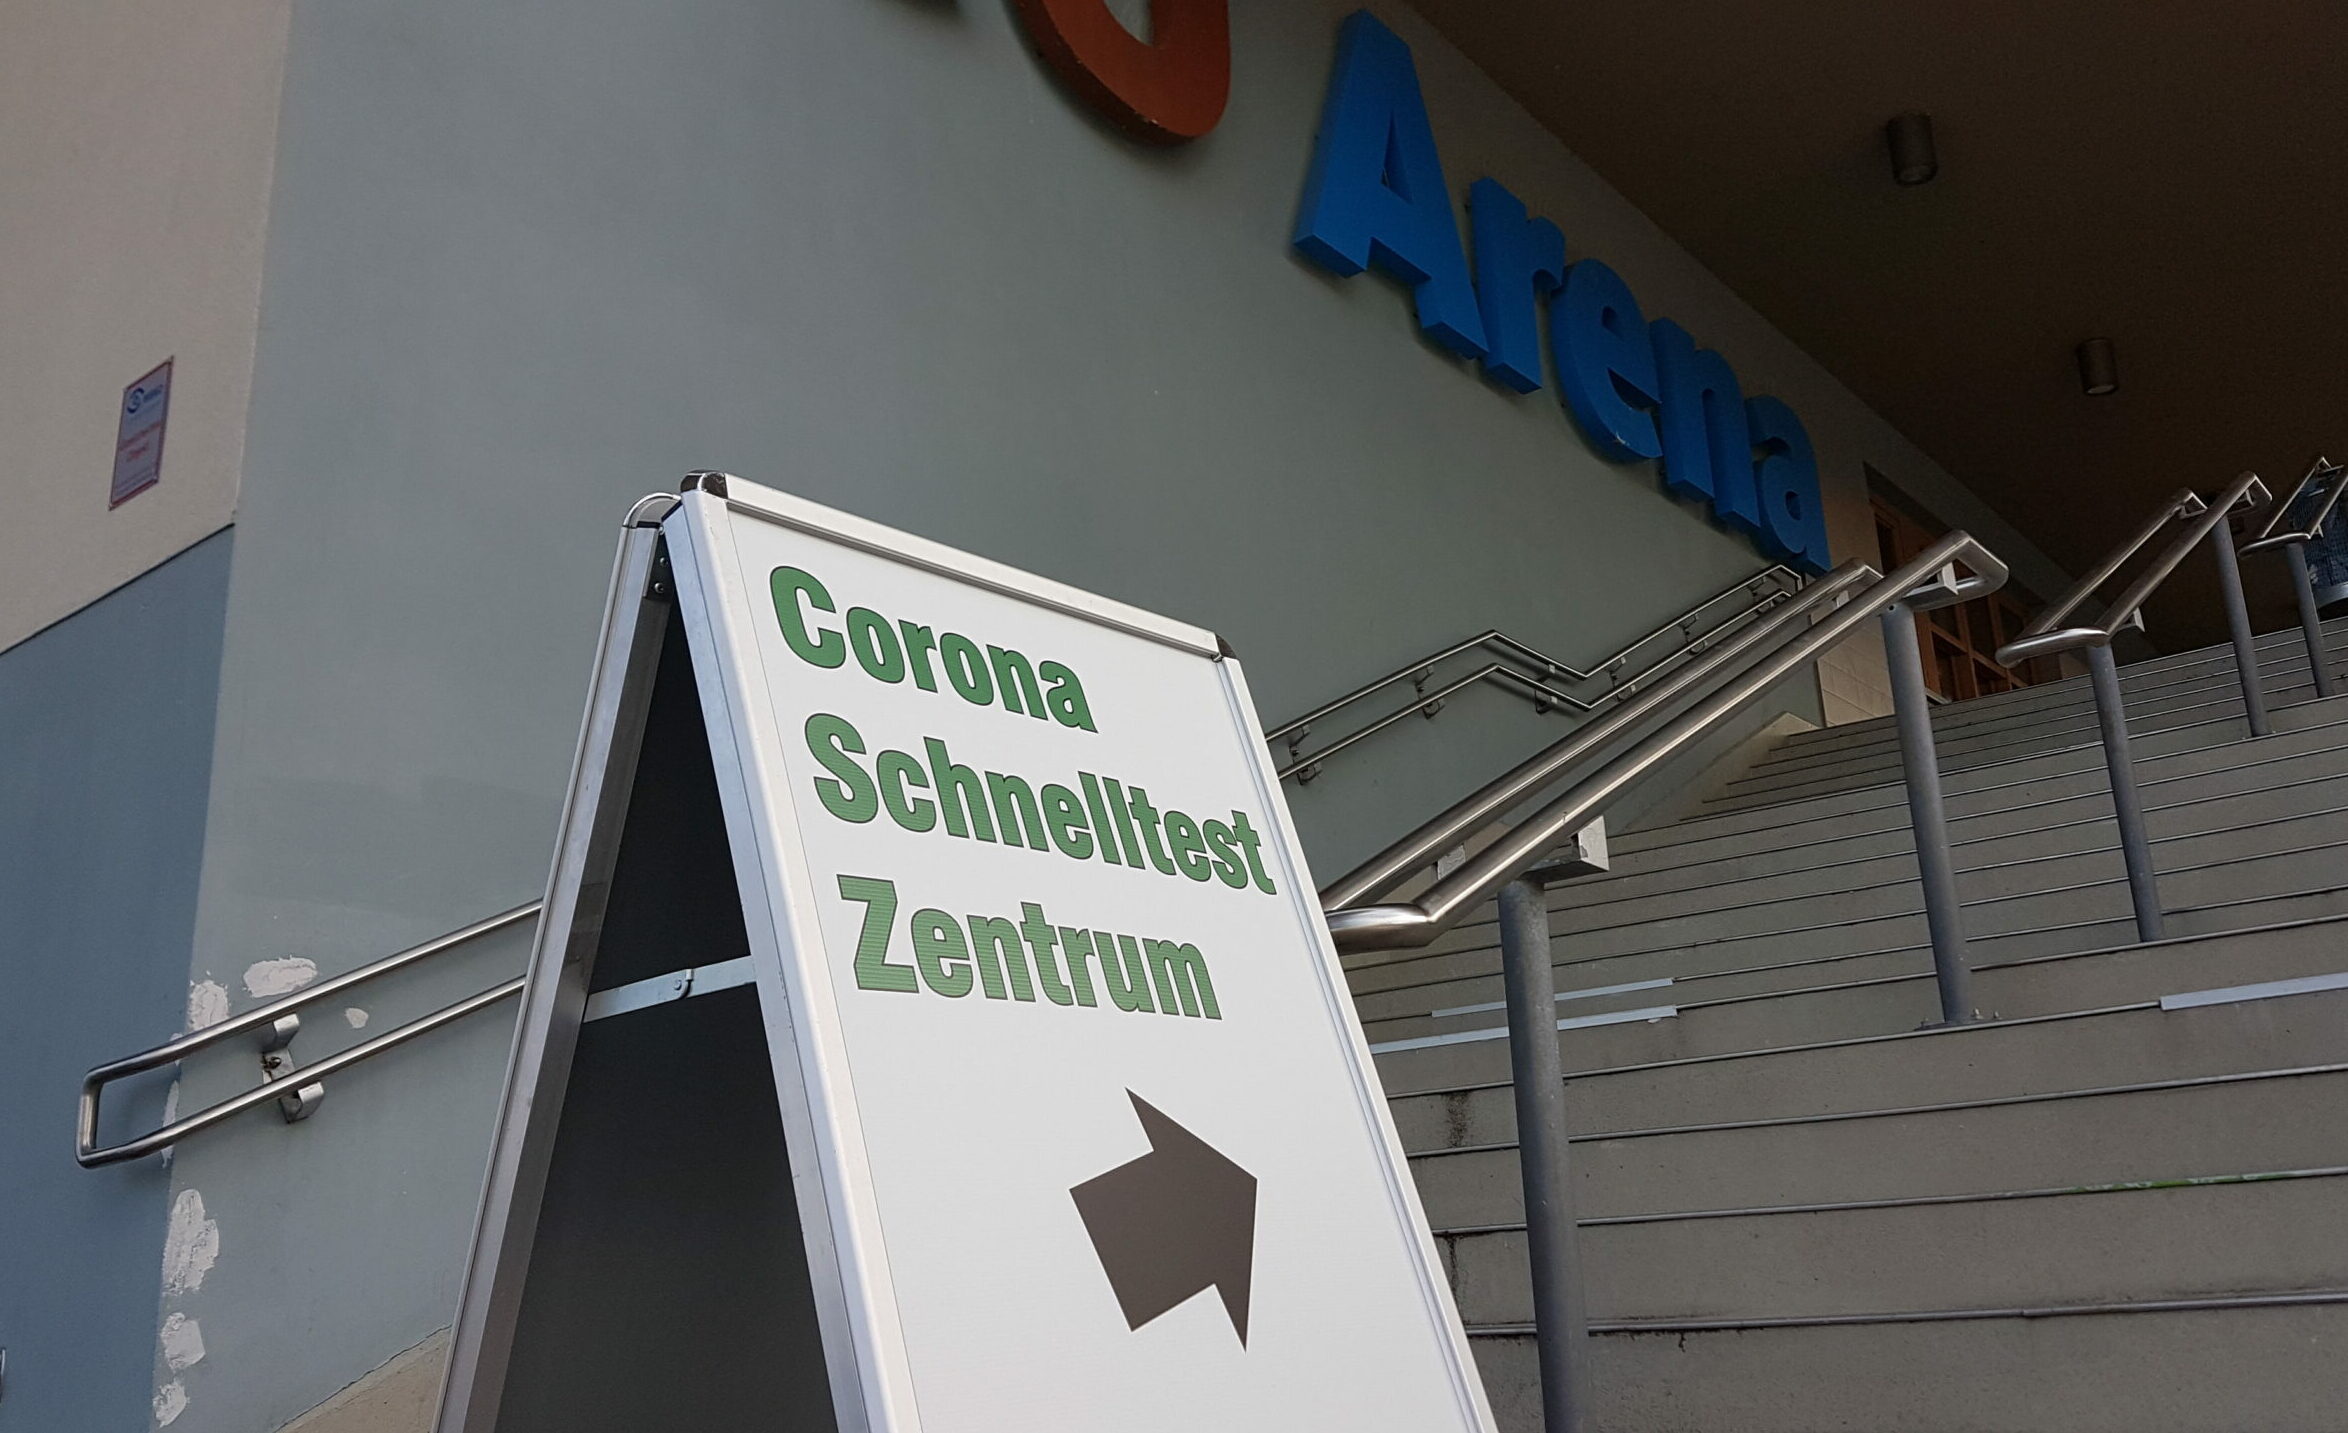 Arena
Corona
Schnelltest
Zentrum